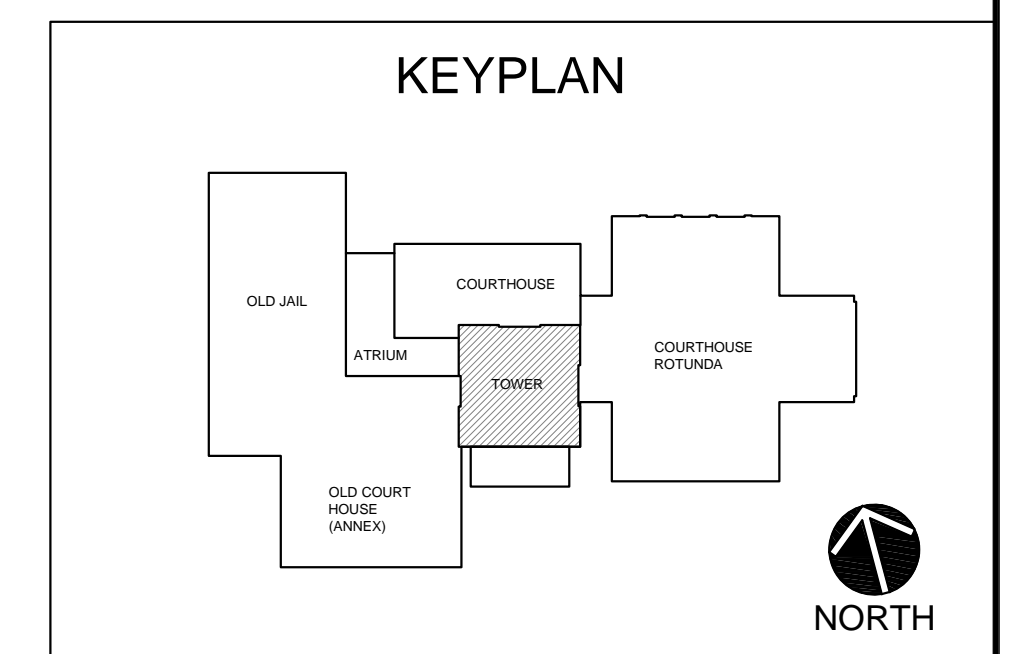 KEYPLAN
OLD JAIL
COURTHOUSE
ATRIUM
TOWER
COURTHOUSE
ROTUNDA
OLD COURT
HOUSE
(ANNEX)
NORTH